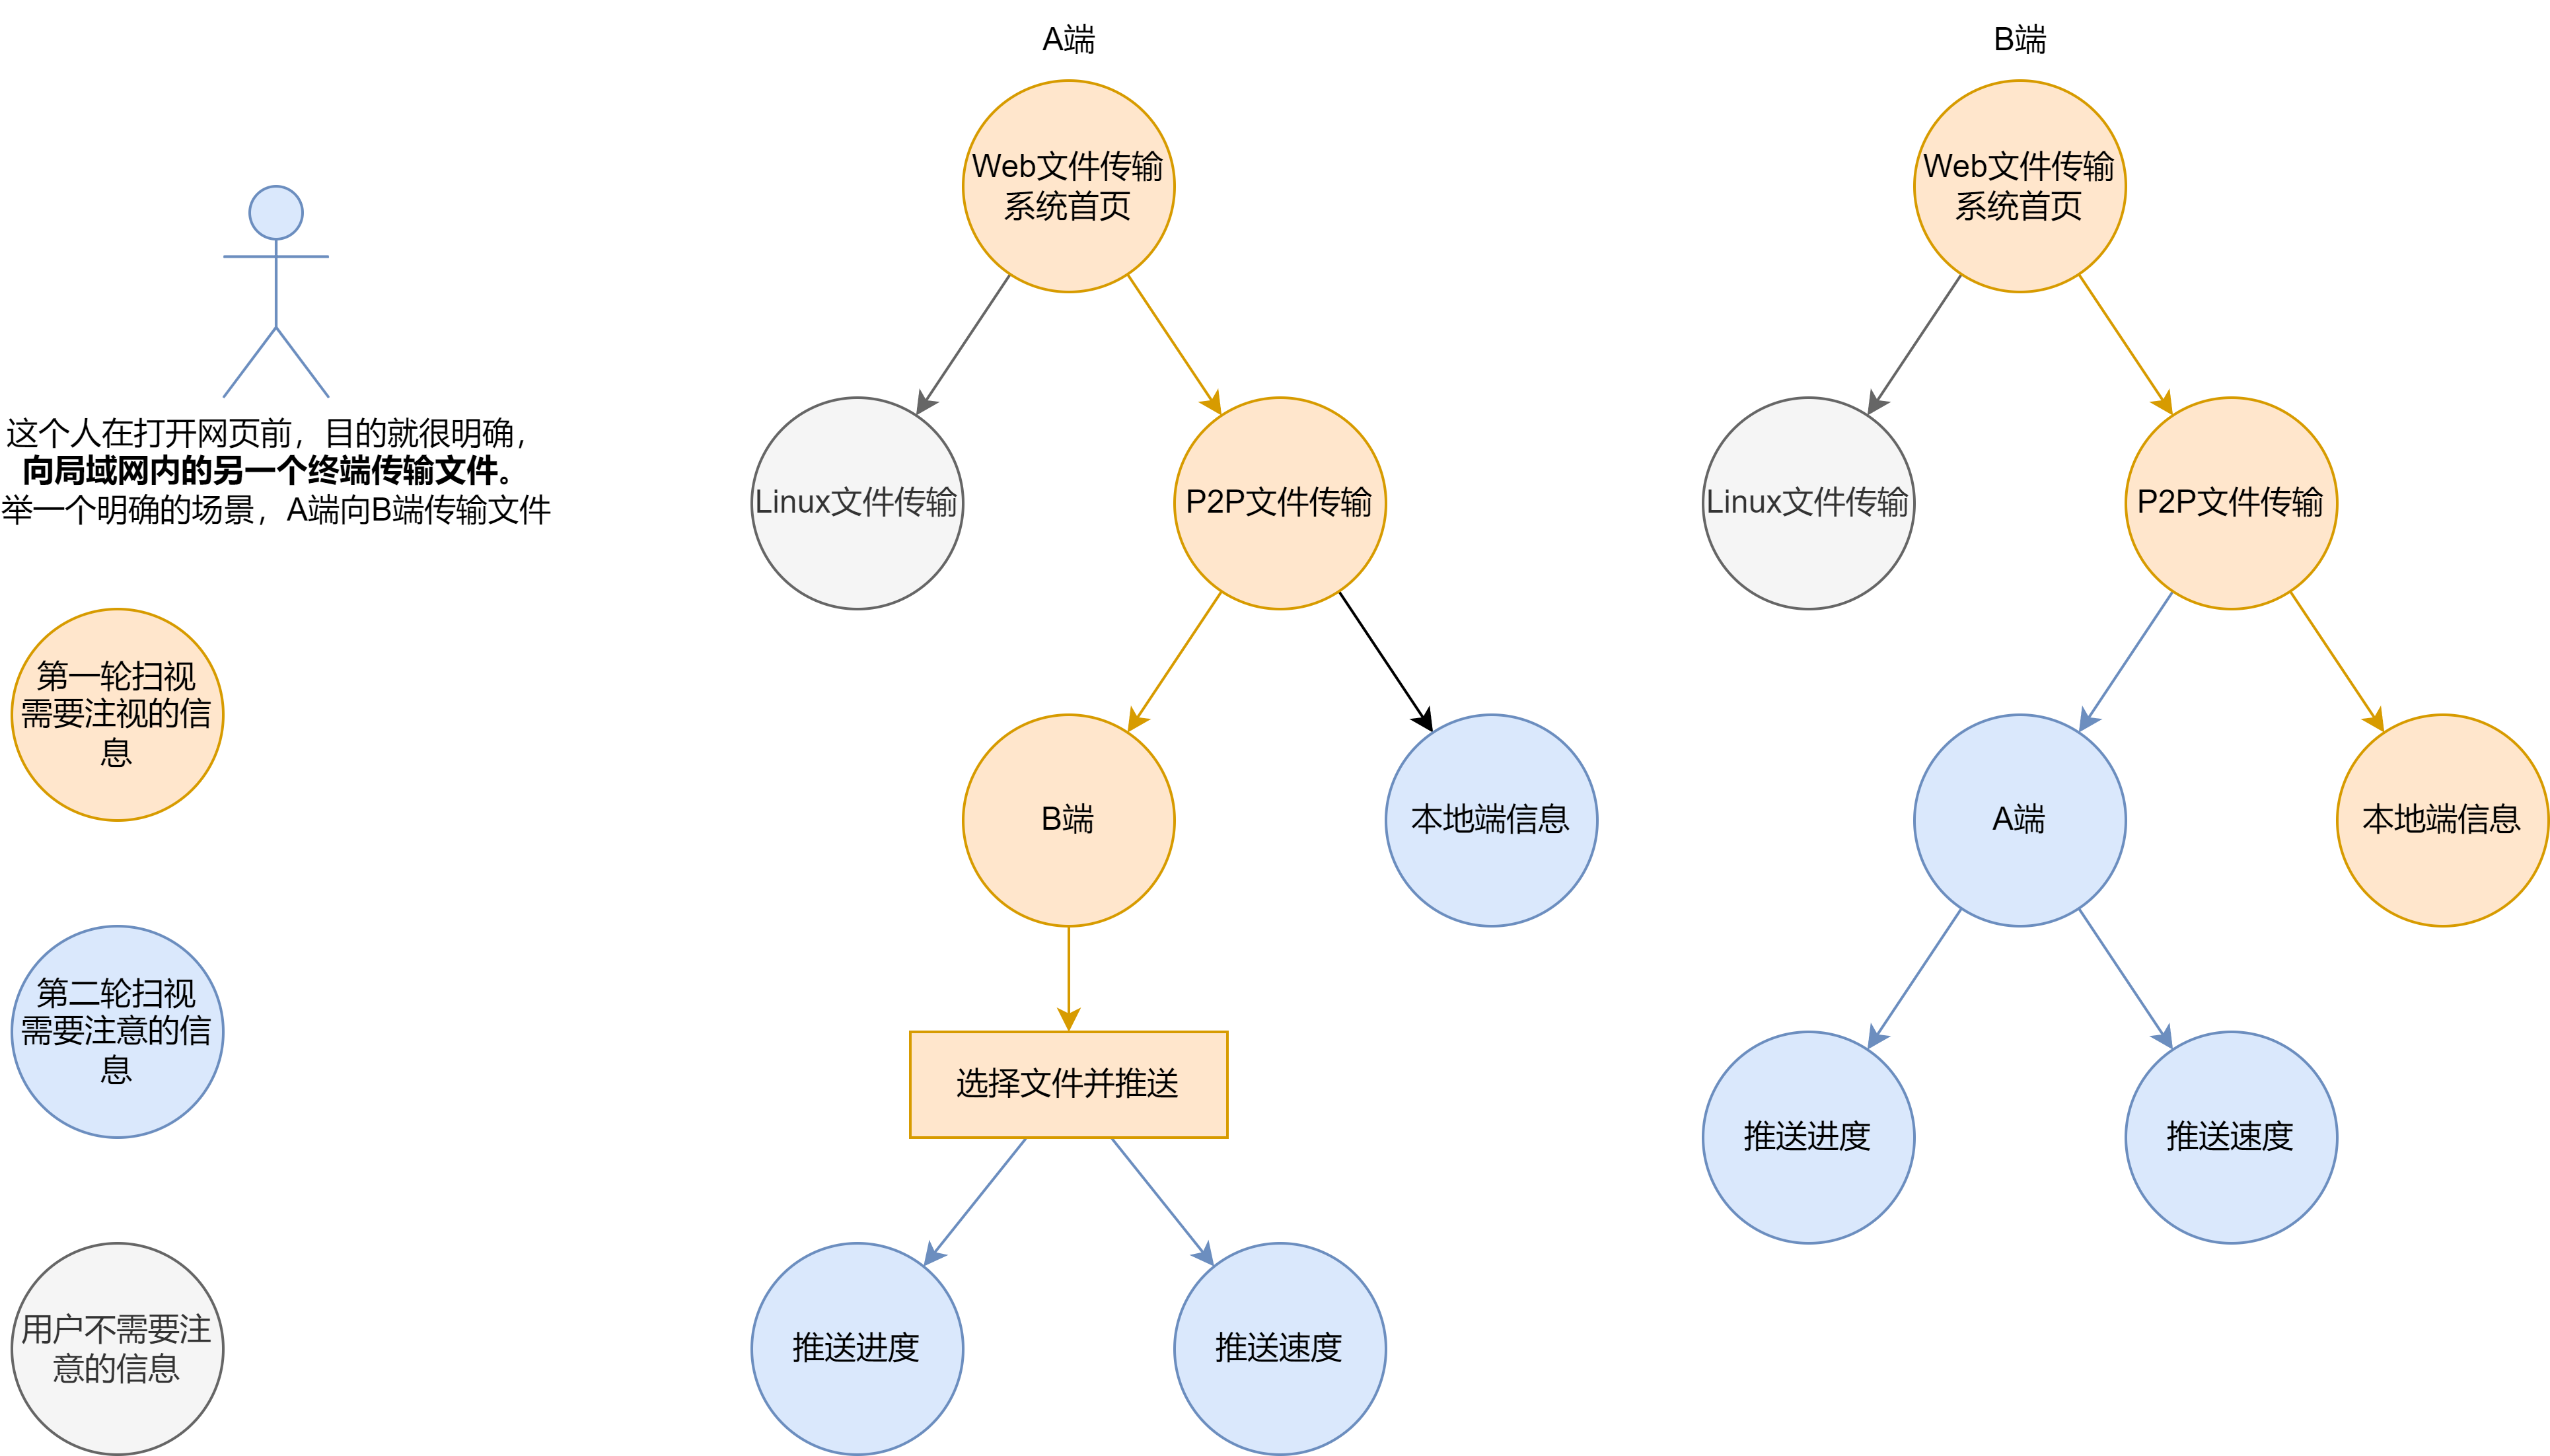 A端
B端
Web文件传输
系统首页
Web文件传输
系统首页
这个人在打开网页前，目的就很明确，
向局域网内的另一个终端传输文件。
举一个明确的场景，A端向B端传输文件
Linux文件传输
P2P文件传输
Linux文件传输
P2P文件传输
第一轮扫视
需要注视的信
息
B端
本地端信息
A端
本地端信息
第二轮扫视
需要注意的信
息
选择文件并推送
推送进度
推送速度
用户不需要注
意的信息
推送进度
推送速度